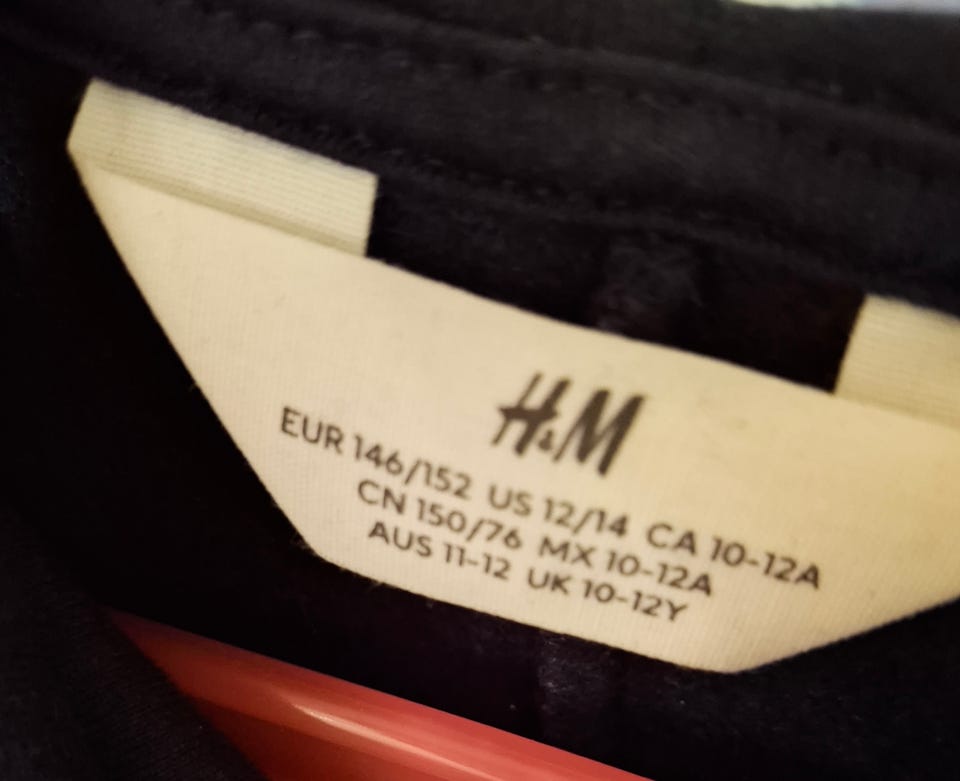 H&M
EUR 146/152 US 12/14 CA 10-12A
CN 150/76 MX 10-12A
AUS 11-12 UK 10-12Y